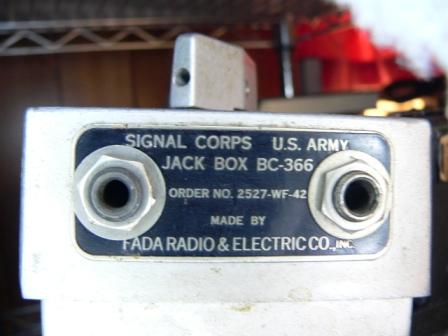 SIGNAL CORPS U.S. ARMY
JACK BOX BC-366
ORDER NO. 2527-WF-42
MADE BY
FADA RADIO & ELECTRIC CO., INC.